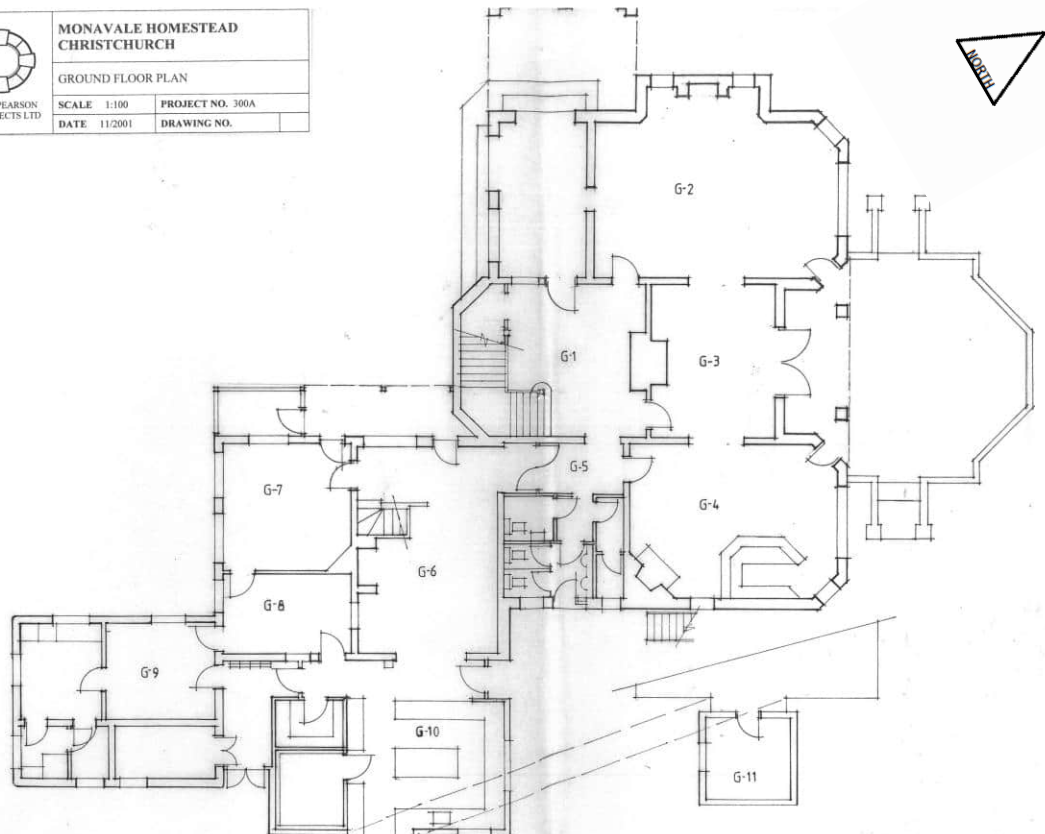 MONAVALE HOMESTEAD
CHRISTCHURCH
GROUND FLOOR PLAN
PEARSON
ECTS LTD
SCALE 1:100
PROJECT NO. 300A
DATE 11/2001
DRAWING NO.
NORTH
G-2
G-1
G-3
G-5
G-7
G-4
G-6
G-8
G-9
G-10
G-11